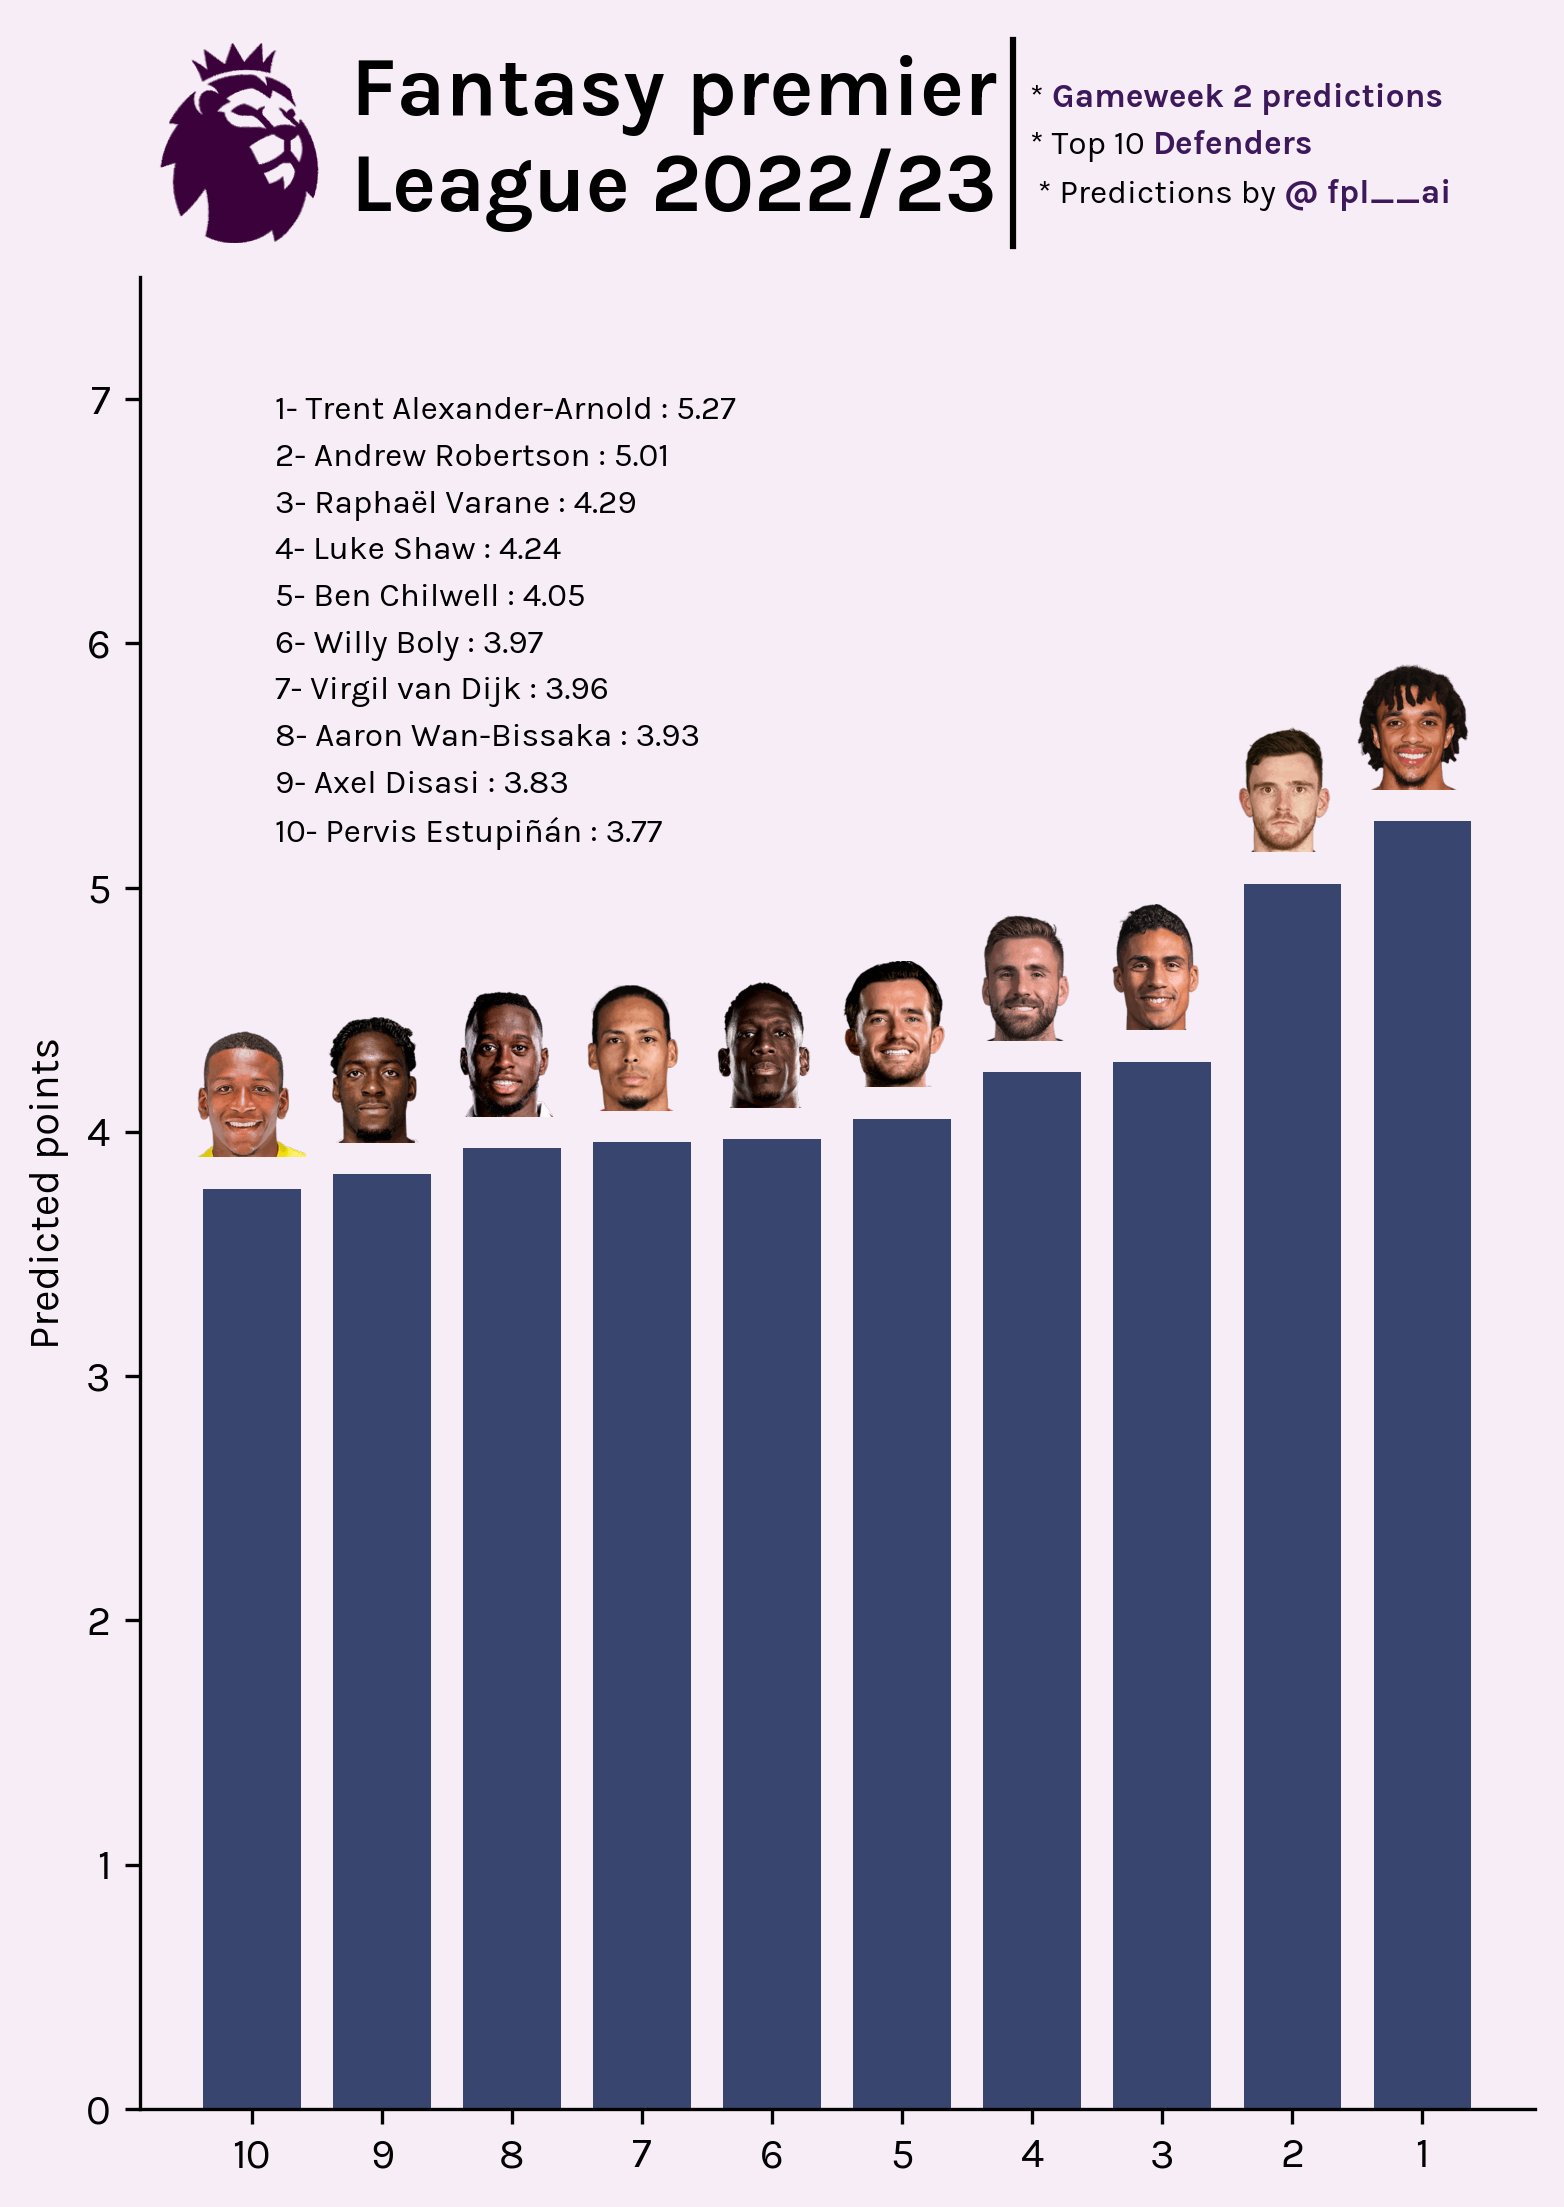 Fantasy premier
League 2022/23
* Gameweek 2 predictions
* Top 10 Defenders
* Predictions by @ fpl__ai
1- Trent Alexander-Arnold : 5.27
2- Andrew Robertson : 5.01
3- Raphaël Varane : 4.29
4- Luke Shaw : 4.24
5- Ben Chilwell : 4.05
6- Willy Boly : 3.97
7- Virgil van Dijk : 3.96
8- Aaron Wan-Bissaka : 3.93
9- Axel Disasi : 3.83
10- Pervis Estupiñán : 3.77
Predicted points
7
6
5
4
3
2
1
0
10 9 8 7 6 5 4 3 2 1